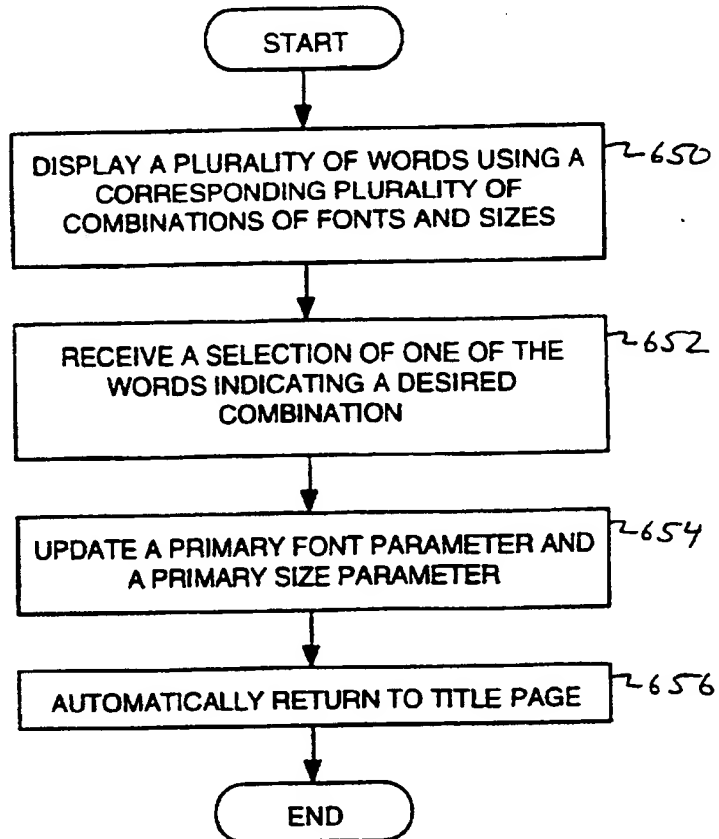 START
DISPLAY A PLURALITY OF WORDS USING A
CORRESPONDING PLURALITY OF
COMBINATIONS OF FONTS AND SIZES
650
RECEIVE A SELECTION OF ONE OF THE
WORDS INDICATING A DESIRED
COMBINATION
652
UPDATE A PRIMARY FONT PARAMETER AND
A PRIMARY SIZE PARAMETER
654
AUTOMATICALLY RETURN TO TITLE PAGE
656
END